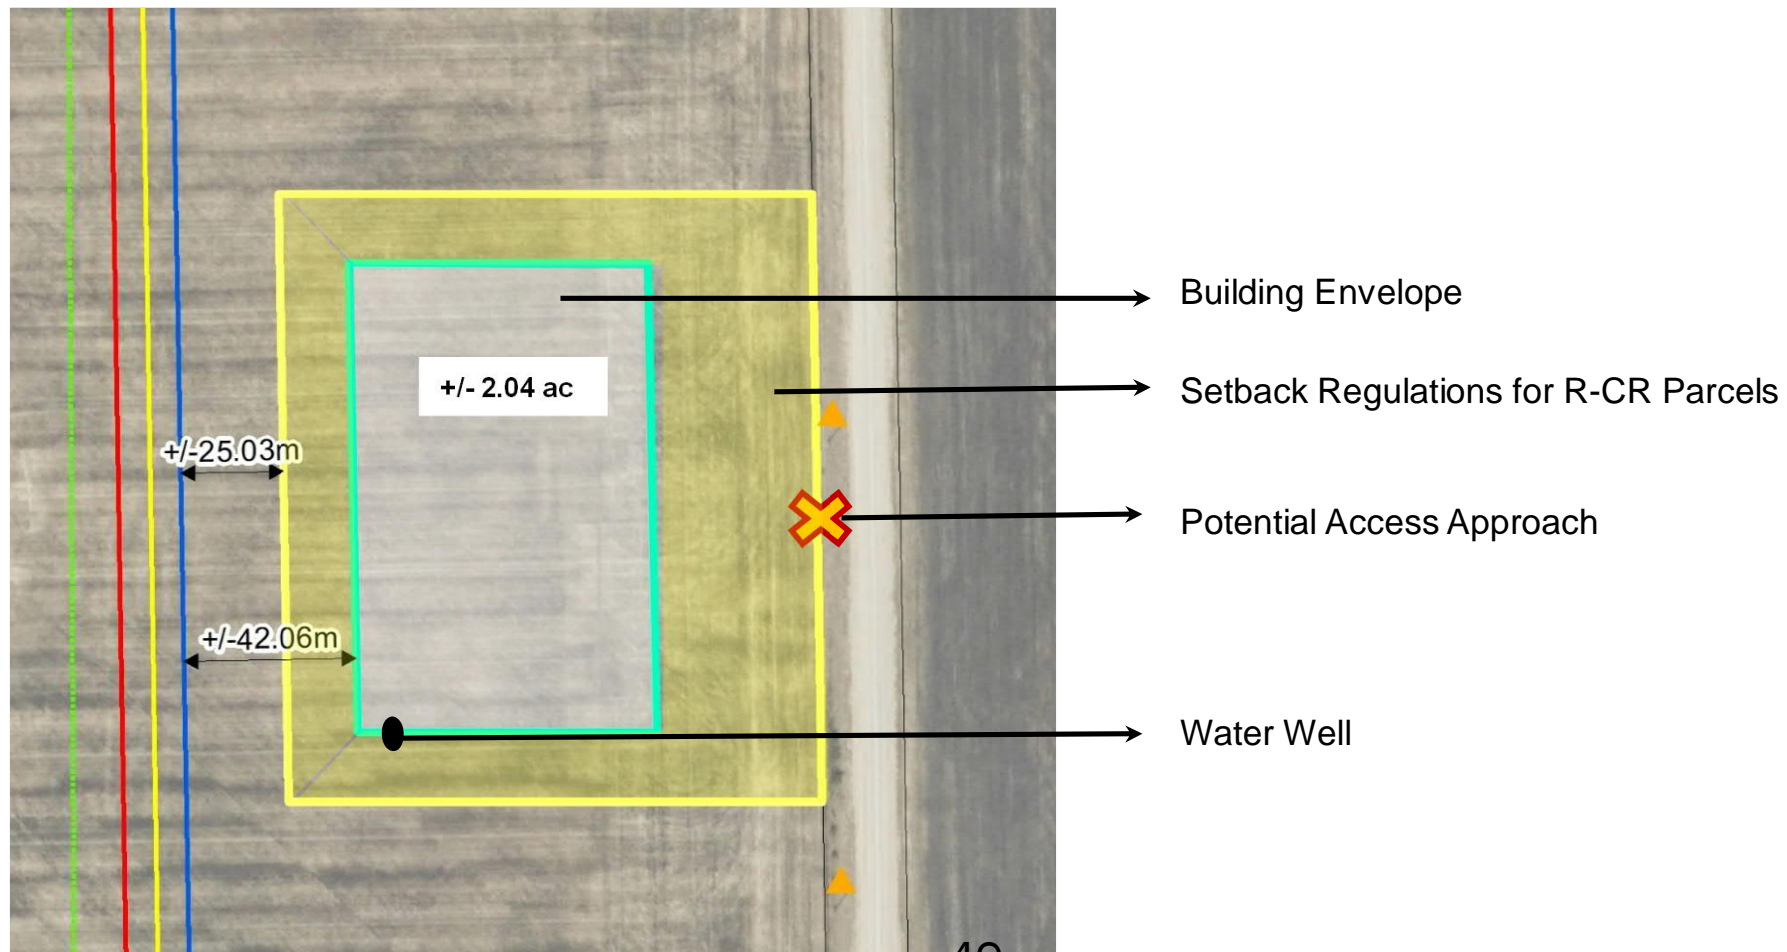 Building Envelope
+/- 2.04 ac
Setback Regulations for R-CR Parcels
+/-25.03m
Potential Access Approach
+/-42.06m
Water Well